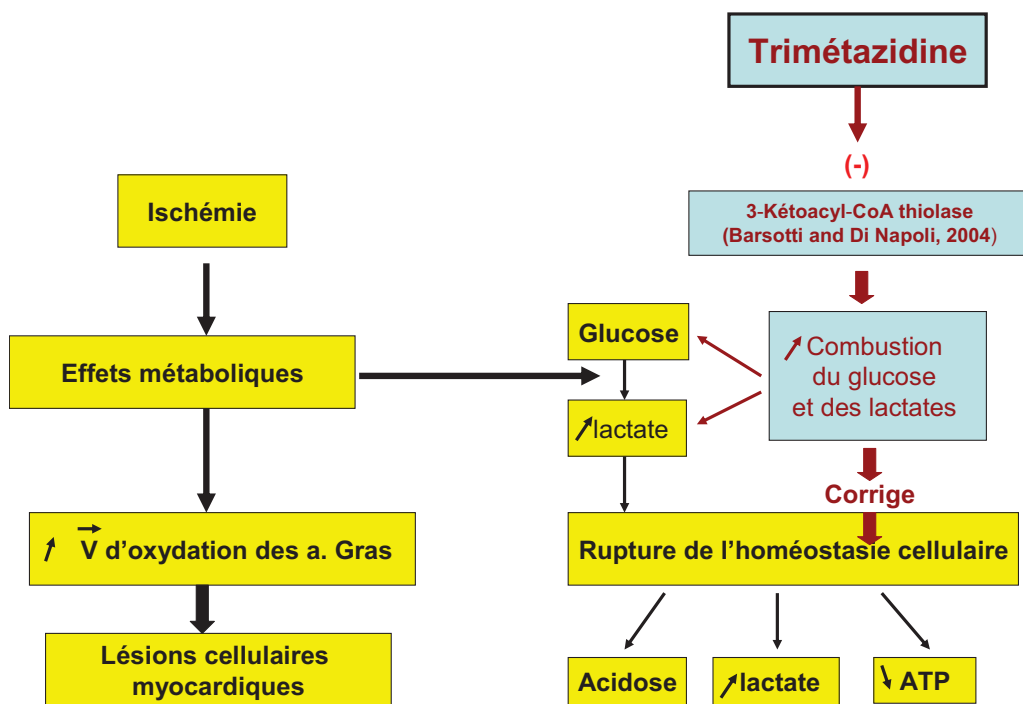 Trimétazidine
(-)
3-Kétoacyl-CoA thiolase
(Barsotti and Di Napoli, 2004)
Ischémie
Effets métaboliques
Glucose
↗lactate
↗ Combustion
du glucose
et des lactates
Corrige
↗ V d'oxydation des a. Gras
Rupture de l'homéostasie cellulaire
Lésions cellulaires
myocardiques
Acidose
↗lactate
↘ ATP